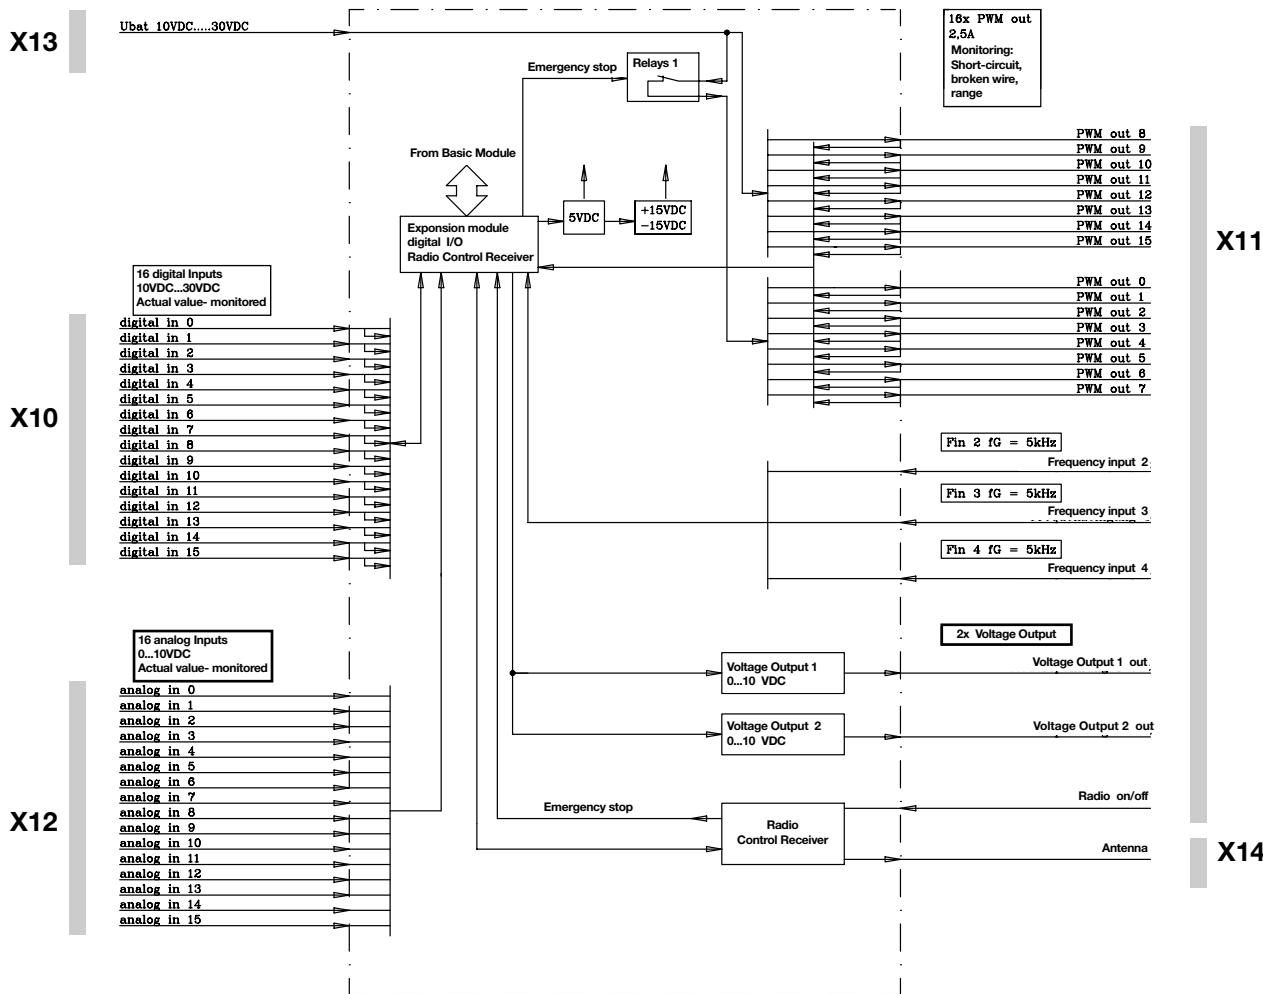 X13
Ubat 10VDC.....30VDC
16x PWM out
2,5A
Monitoring:
Short-circuit,
broken wire,
range
Emergency stop
Relays 1
From Basic Module
5VDC
+15VDC
-15VDC
Exponsion module
digital I/O
Radio Control Receiver
PWM out 8
PWM out 9
PWM out 10
PWM out 11
PWM out 12
PWM out 13
PWM out 14
PWM out 15
X11
PWM out 0
PWM out 1
PWM out 2
PWM out 3
PWM out 4
PWM out 5
PWM out 6
PWM out 7
16 digital Inputs
10VDC...30VDC
Actual value- monitored
X10
digital in 0
digital in 1
digital in 2
digital in 3
digital in 4
digital in 5
digital in 6
digital in 7
digital in 8
digital in 9
digital in 10
digital in 11
digital in 12
digital in 13
digital in 14
digital in 15
Fin 2 fG = 5kHz
Frequency input 2
Fin 3 fG = 5kHz
Frequency input 3
Fin 4 fG = 5kHz
Frequency input 4
16 analog Inputs
0...10VDC
Actual value- monitored
X12
analog in 0
analog in 1
analog in 2
analog in 3
analog in 4
analog in 5
analog in 6
analog in 7
analog in 8
analog in 9
analog in 10
analog in 11
analog in 12
analog in 13
analog in 14
analog in 15
2x Voltage Output
Voltage Output 1
0...10 VDC
Voltage Output 1 out
Voltage Output 2
0...10 VDC
Voltage Output 2 out
Emergency stop
Radio
Control Receiver
Radio on/off
Antenna
X14